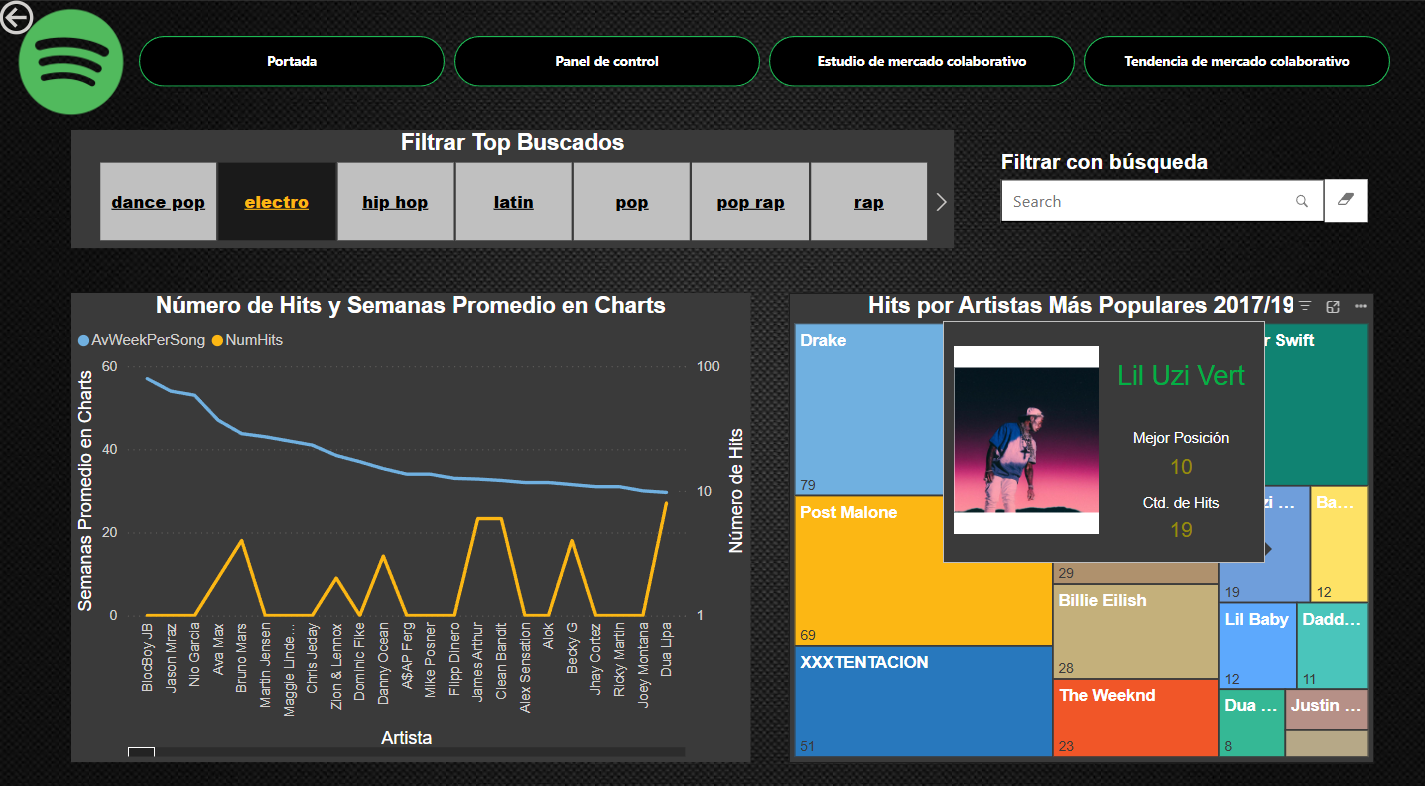 Portada
Panel de control
Estudio de mercado colaborativo
Tendencia de mercado colaborativo
Filtrar Top Buscados
dance pop
electro
hip hop
latin
pop
pop rap
rap
Filtrar con búsqueda
Search
Número de Hits y Semanas Promedio en Charts
AvWeekPerSong
NumHits
Semanas Promedio en Charts
60
40
20
0
100
10
1
Número de Hits
BlocBoy JB
Jason Mraz
Nio Garcia
Ava Max
Bruno Mars
Martin Jensen
Maggie Linde...
Chris Jeday
Zion & Lennox
Dominic Fike
Danny Ocean
A$AP Ferg
Mike Posner
Flipp Dinero
James Arthur
Clean Bandit
Alex Sensation
Alok
Becky G
Jhay Cortez
Ricky Martin
Joey Montana
Dua Lipa
Artista
Hits por Artistas Más Populares 2017/19
Drake
79
Post Malone
69
XXXTENTACION
51
Lil Uzi Vert
Mejor Posición
10
Ctd. de Hits
19
r Swift
29
Billie Eilish
28
The Weeknd
23
zi ...
19
Ba...
12
Lil Baby
12
Dadd...
11
Dua ...
8
Justin ...